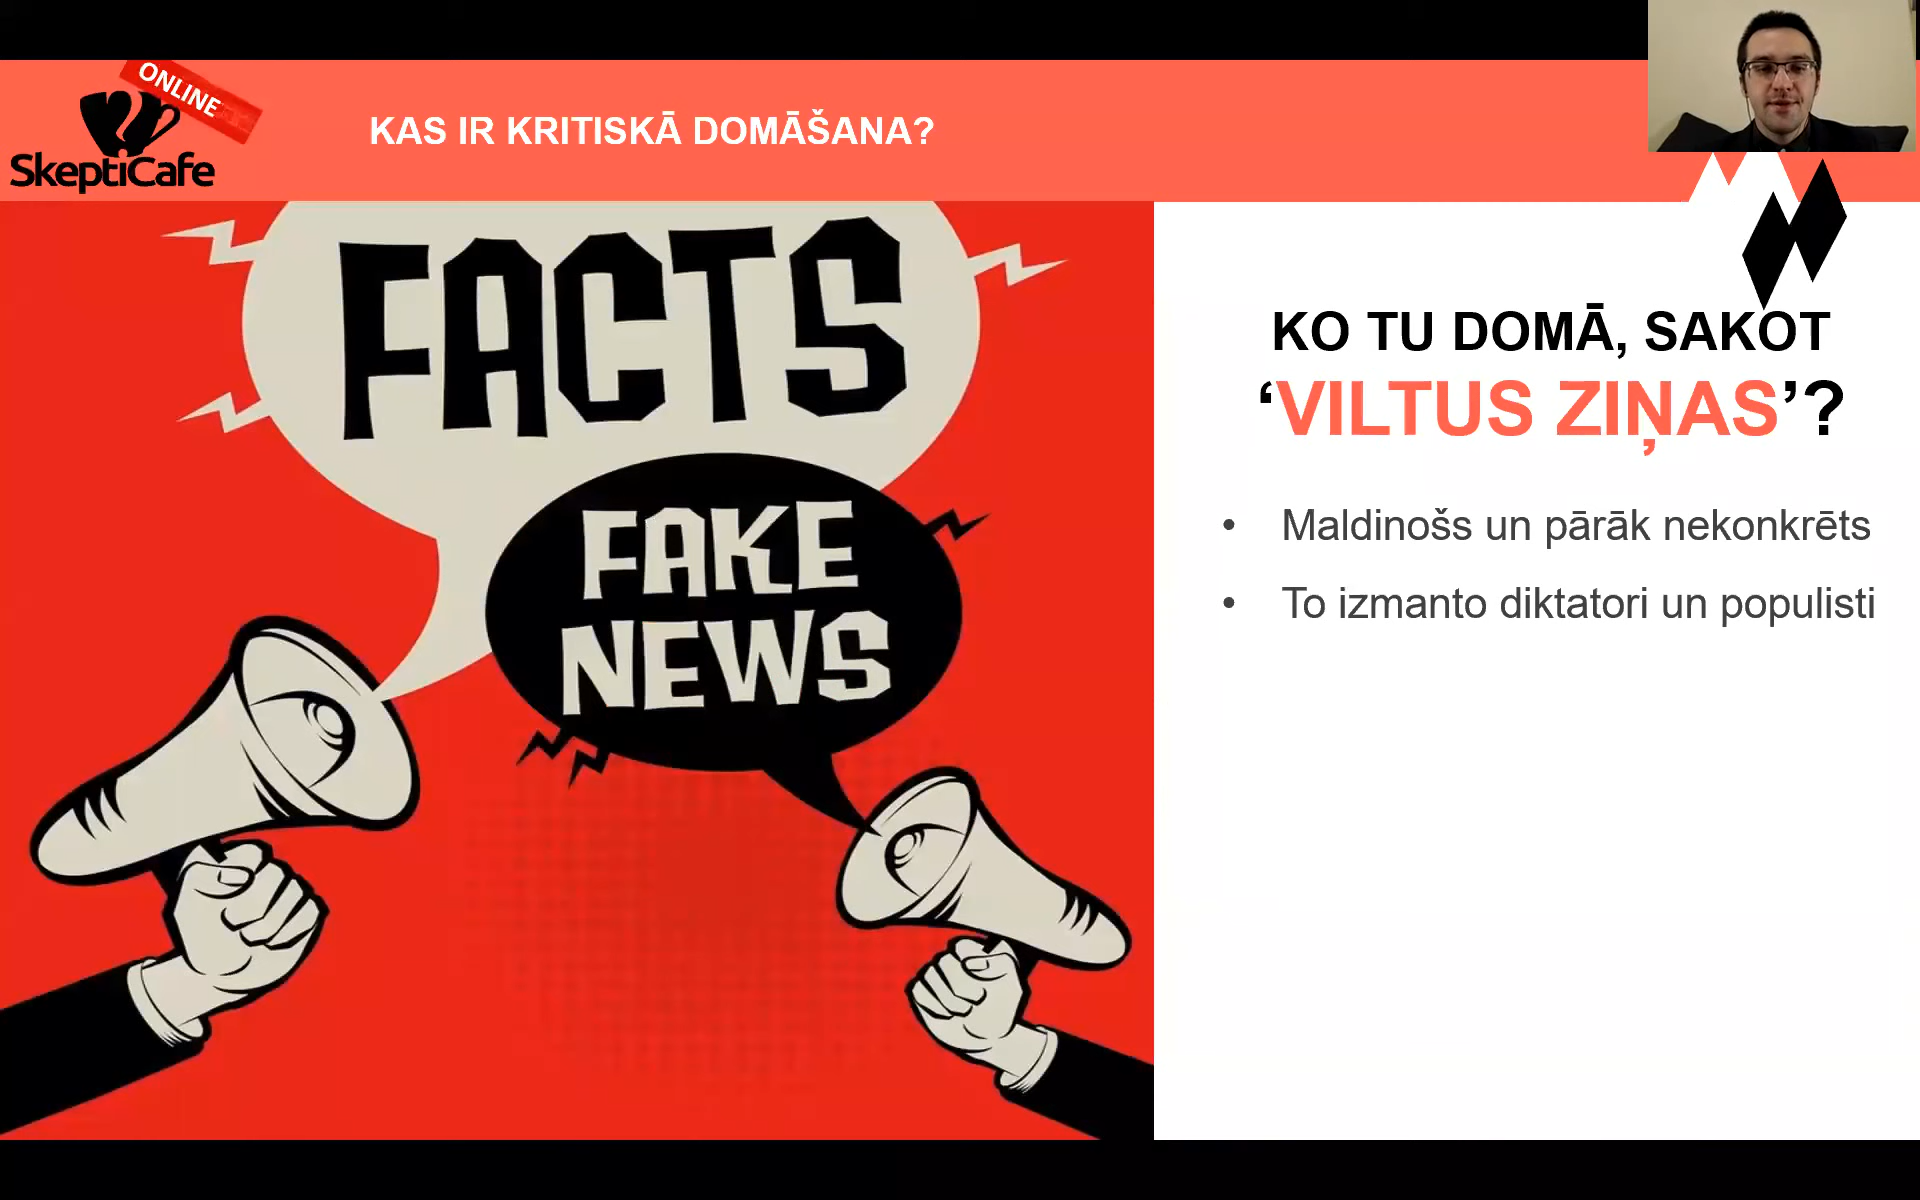 ONLINE
SkeptiCafe
KAS IR KRITISKĀ DOMĀŠANA?
FACTS
FAKE
NEWS
KO TU DOMĀ, SAKOT
‘VILTUS ZIŅAS’?
• Maldinošs un pārāk nekonkrēts
• To izmanto diktatori un populisti